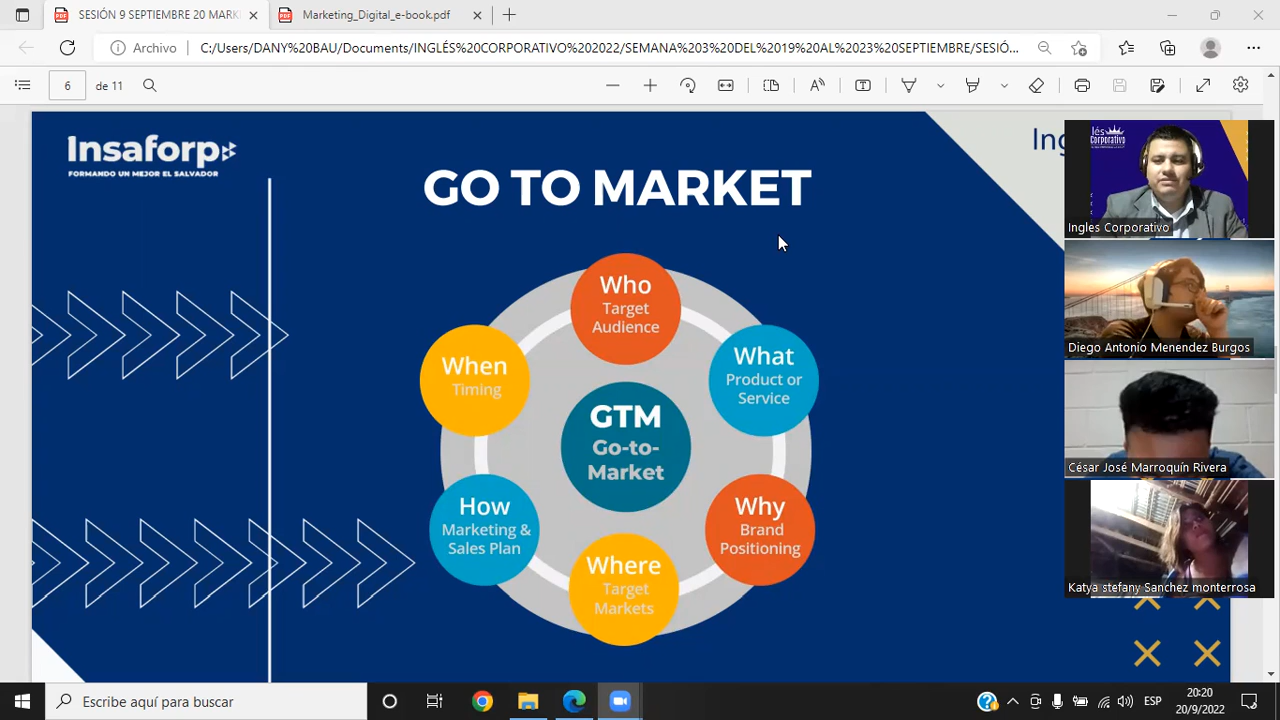 SESIÓN 9 SEPTIEMBRE 20 MARK
Marketing_Digital_e-book.pdf
Archivo
C:/Users/DANY%20BAU/Documents/INGLÉS%20CORPORATIVO%202022/SEMANA%203%20DEL%2019%20AL%2023%20SEPTIEMBRE/SESIÓ...
6
de 11
Insaforp
FORMANDO UN MEJOR EL SALVADOR
GO TO MARKET
Ing
Who
Target
Audience
What
Product or
Service
Why
Brand
Positioning
Where
Target
Markets
How
Marketing &
Sales Plan
When
Timing
GTM
Go-to-
Market
lés
Corporativo
Ingles Corporativo
Diego Antonio Menendez Burgos
César José Marroquín Rivera
Katya stefany Sanchez monterrosa
Escribe aquí para buscar
ESP
20:20
20/9/2022